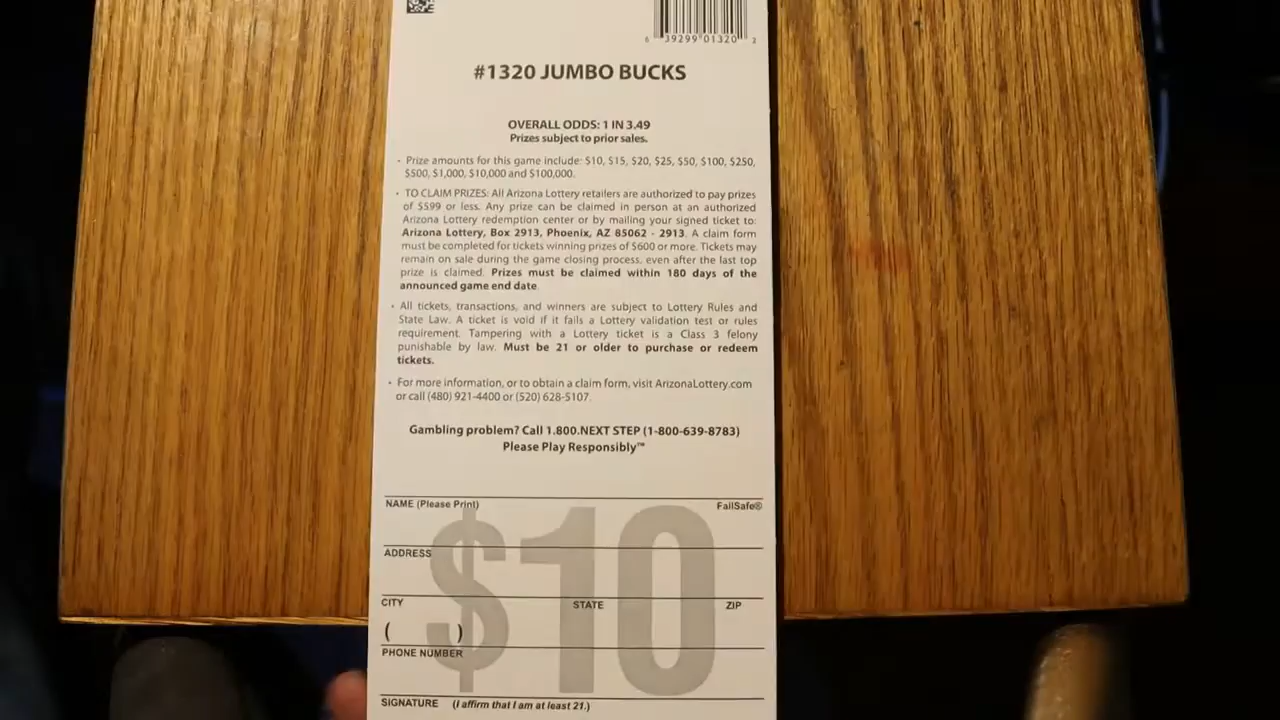 6 39299 01320 2
#1320 JUMBO BUCKS
OVERALL ODDS: 1 IN 3.49
Prizes subject to prior sales.
• Prize amounts for this game include: $10, $15, $20, $25, $50, $100, $250,
$500, $1,000, $10,000 and $100,000.
• TO CLAIM PRIZES: All Arizona Lottery retailers are authorized to pay prizes
of $599 or less. Any prize can be claimed in person at an authorized
Arizona Lottery redemption center or by mailing your signed ticket to:
Arizona Lottery, Box 2913, Phoenix, AZ 85062 - 2913. A claim form
must be completed for tickets winning prizes of $600 or more. Tickets may
remain on sale during the game closing process, even after the last top
prize is claimed. Prizes must be claimed within 180 days of the
announced game end date.
• All tickets, transactions, and winners are subject to Lottery Rules and
State Law. A ticket is void if it fails a Lottery validation test or rules
requirement. Tampering with a Lottery ticket is a Class 3 felony
punishable by law. Must be 21 or older to purchase or redeem
tickets.
• For more information, or to obtain a claim form, visit ArizonaLottery.com
or call (480) 921-4400 or (520) 628-5107.
Gambling problem? Call 1.800.NEXT STEP (1-800-639-8783)
Please Play Responsibly™
NAME (Please Print) FailSafe®
$10
ADDRESS
CITY STATE ZIP
( )
PHONE NUMBER
SIGNATURE (I affirm that I am at least 21.)